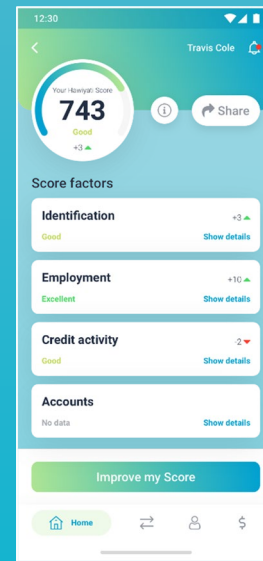 12:30
Travis Cole
Your Hawiyati Score
743
Good
+3
Share
Score factors
Identification
+3
Good
Show details
Employment
+10
Excellent
Show details
Credit activity
-2
Good
Show details
Accounts
No data
Show details
Improve my Score
Home